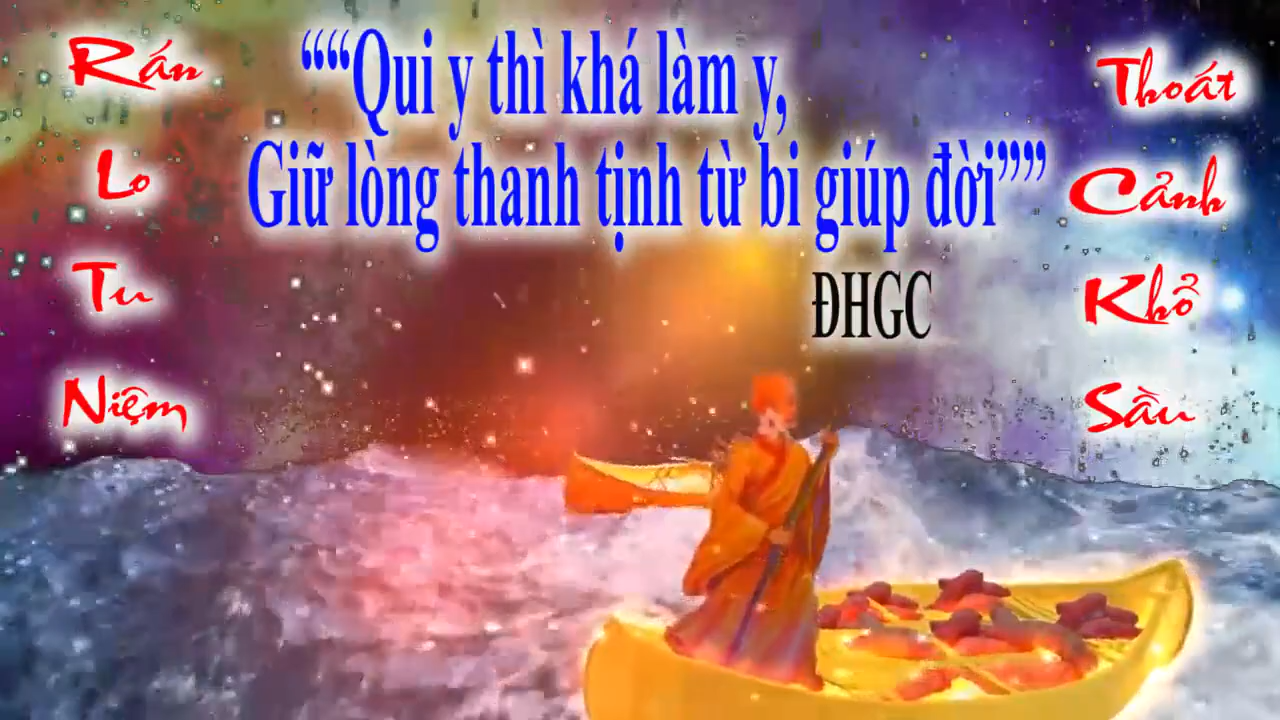 Rán
Lo
Tu
Niệm
““Qui y thì khá làm y,
Giữ lòng thanh tịnh từ bi giúp đời””
ĐHGC
Thoát
Cảnh
Khổ
Sầu